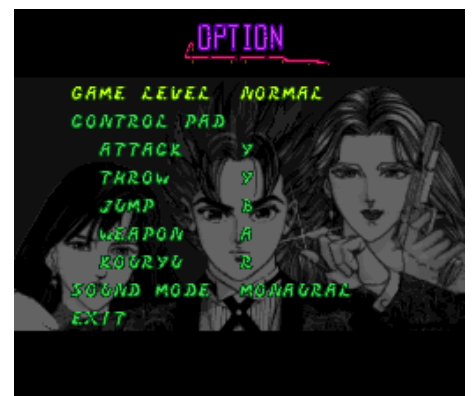 OPTION
GAME LEVEL NORMAL
CONTROL PAD
ATTACK Y
THROW Y
JUMP B
WEAPON A
KOURYU R
SOUND MODE MONAURAL
EXIT